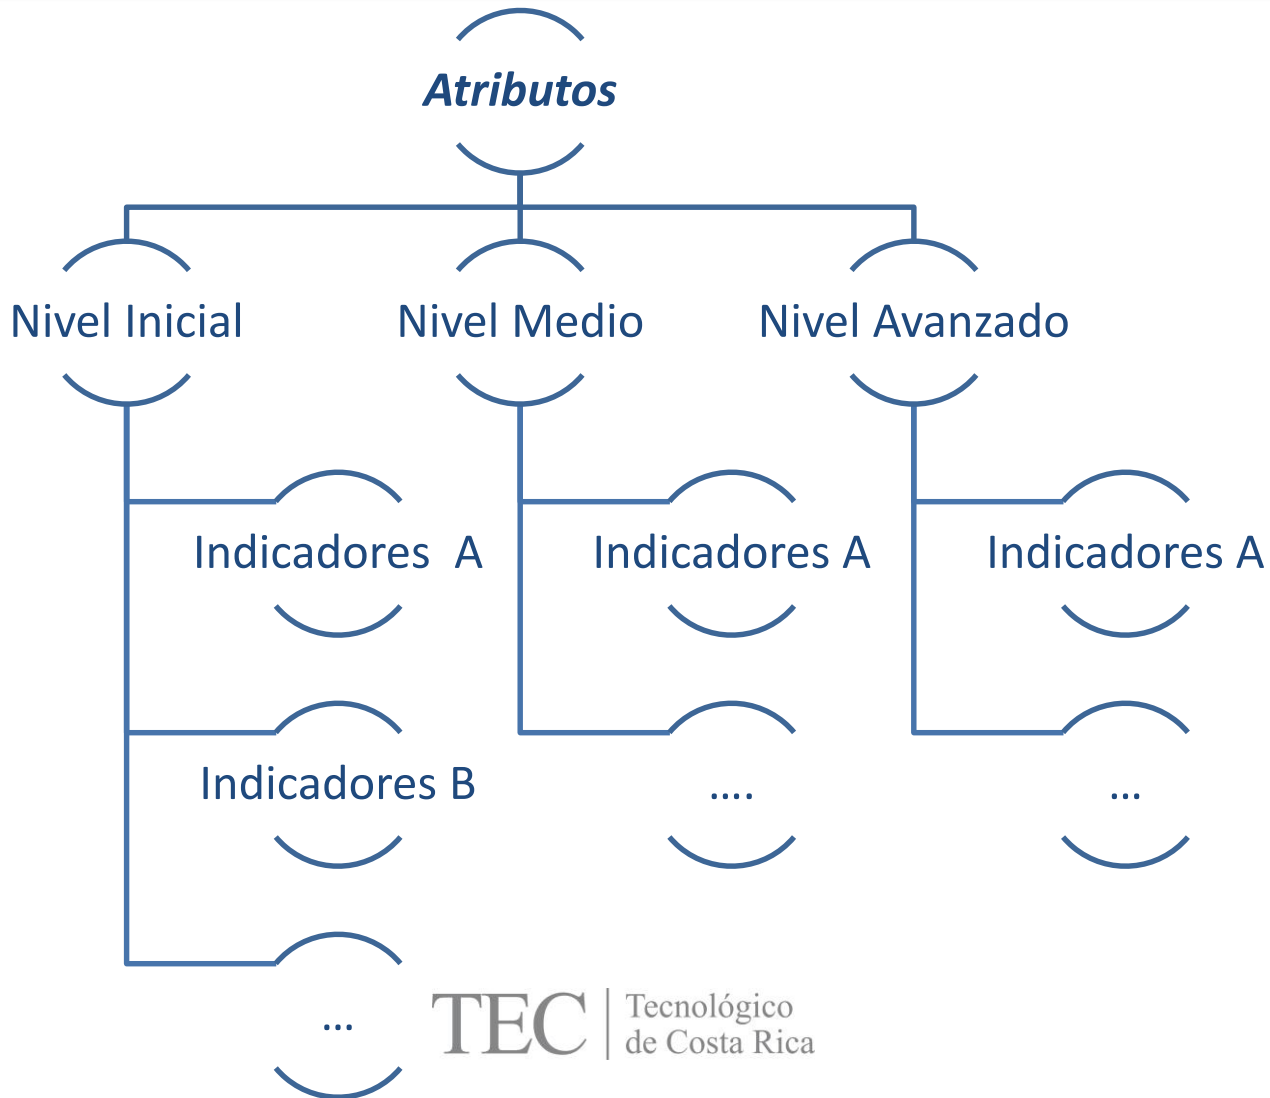 Atributos
Nivel Inicial
Nivel Medio
Nivel Avanzado
Indicadores A
Indicadores A
Indicadores A
Indicadores B
....
...
...
TEC
Tecnológico
de Costa Rica